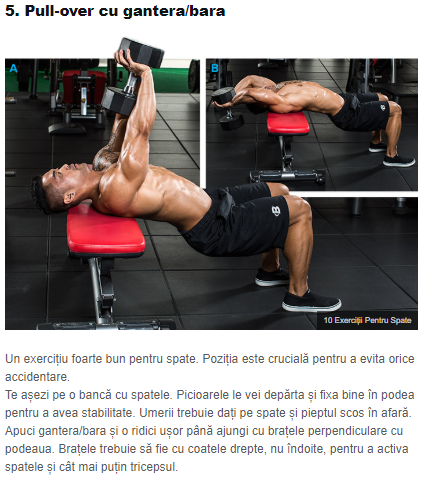 5. Pull-over cu gantera/bara
A
B
10 Exerciții Pentru Spate
Un exercițiu foarte bun pentru spate. Poziția este crucială pentru a evita orice
accidentare.
Te așezi pe o bancă cu spatele. Picioarele le vei depărta și fixa bine în podea
pentru a avea stabilitate. Umerii trebuie dați pe spate și pieptul scos în afară.
Apuci gantera/bara și o ridici ușor până ajungi cu brațele perpendiculare cu
podeaua. Brațele trebuie să fie cu coatele drepte, nu îndoite, pentru a activa
spatele și cât mai puțin tricepsul.